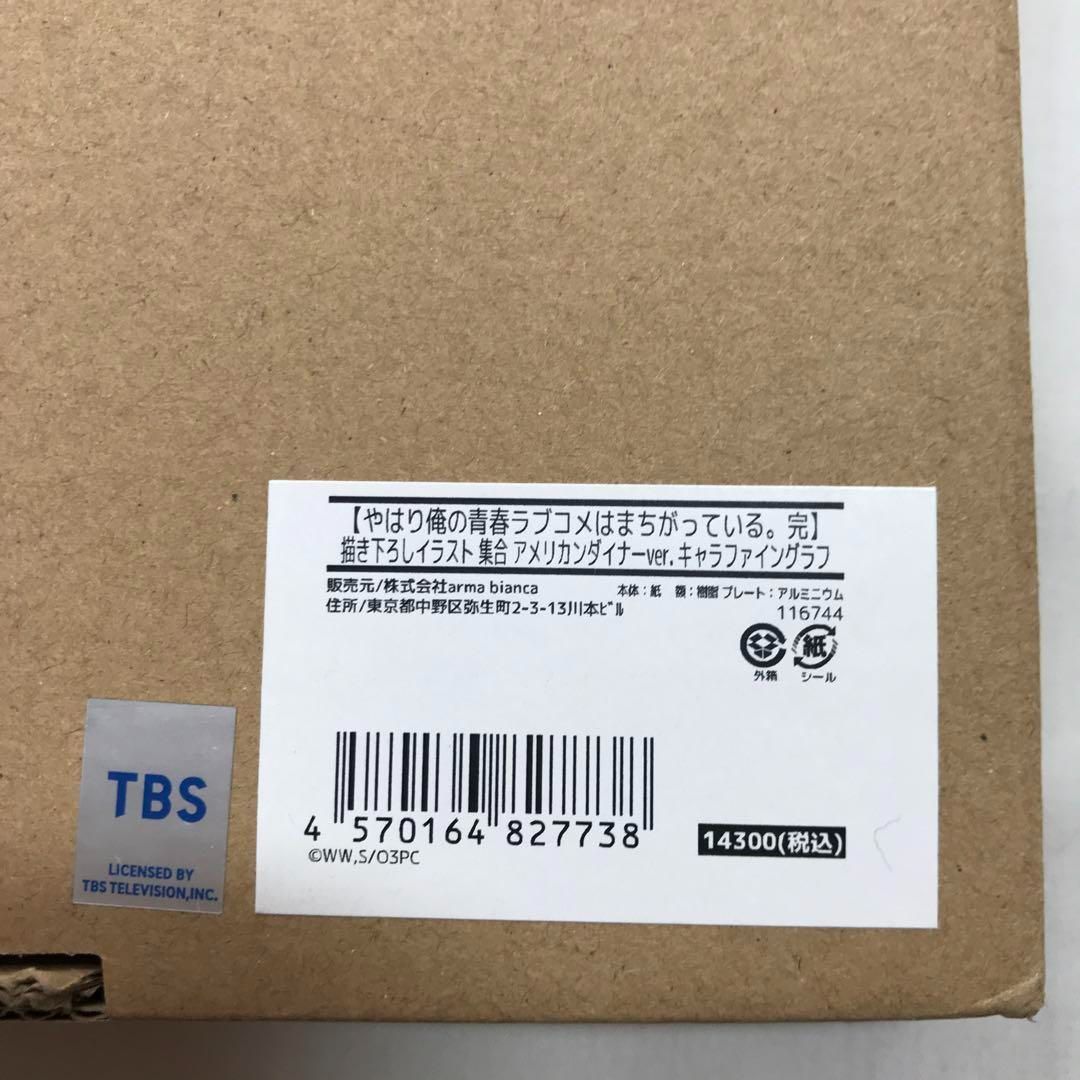 【やはり俺の青春ラブコメはまちがっている。完】
描き下ろしイラスト 集合 アメリカンダイナーver. キャラファイングラフ
販売元/株式会社arma bianca 本体:紙 額:樹脂 プレート:アルミニウム
住所/東京都中野区弥生町2-3-13川本ビル
116744
紙
外箱 シール
TBS
LICENSED BY
TBS TELEVISION,INC.
4 570164 827738
©WW,S/O3PC
14300(税込)